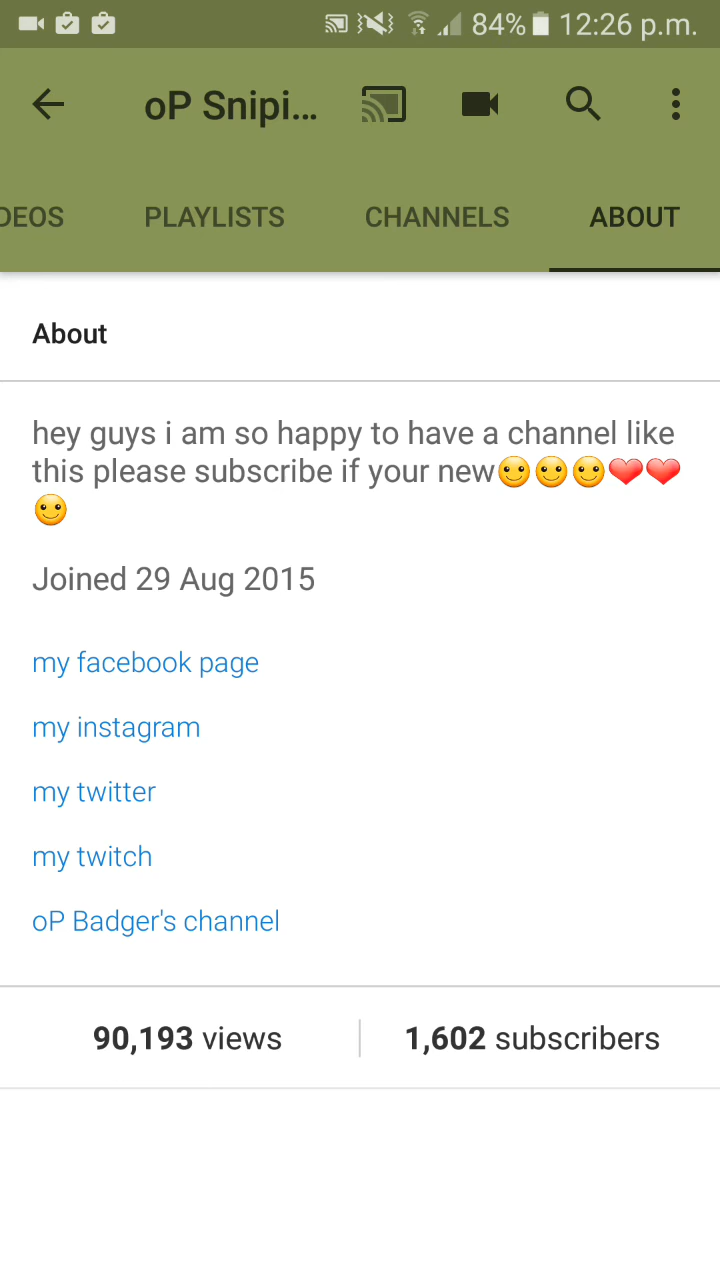 84% 12:26 p.m.
oP Snipi...
DEOS PLAYLISTS CHANNELS ABOUT
About
hey guys i am so happy to have a channel like
this please subscribe if your new🙂🙂🙂❤❤
🙂
Joined 29 Aug 2015
my facebook page
my instagram
my twitter
my twitch
oP Badger's channel
90,193 views 1,602 subscribers